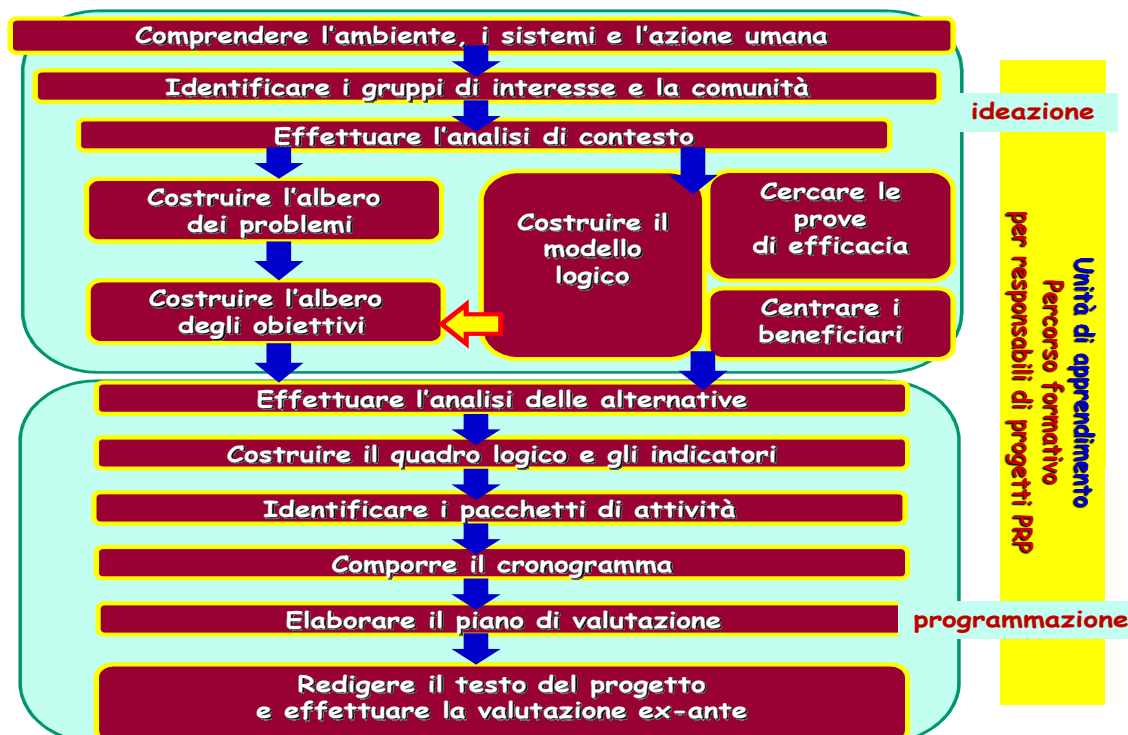 Comprendere l'ambiente, i sistemi e l'azione umana
Identificare i gruppi di interesse e la comunità
ideazione
Effettuare l'analisi di contesto
Costruire l'albero
dei problemi
Costruire l'albero
degli obiettivi
Costruire il
modello
logico
Cercare le
prove
di efficacia
Centrare i
beneficiari
Effettuare l'analisi delle alternative
Costruire il quadro logico e gli indicatori
Identificare i pacchetti di attività
Comporre il cronogramma
Elaborare il piano di valutazione
programmazione
Redigere il testo del progetto
e effettuare la valutazione ex-ante
Unità di apprendimento
Percorso formativo
per responsabili di progetti PRP